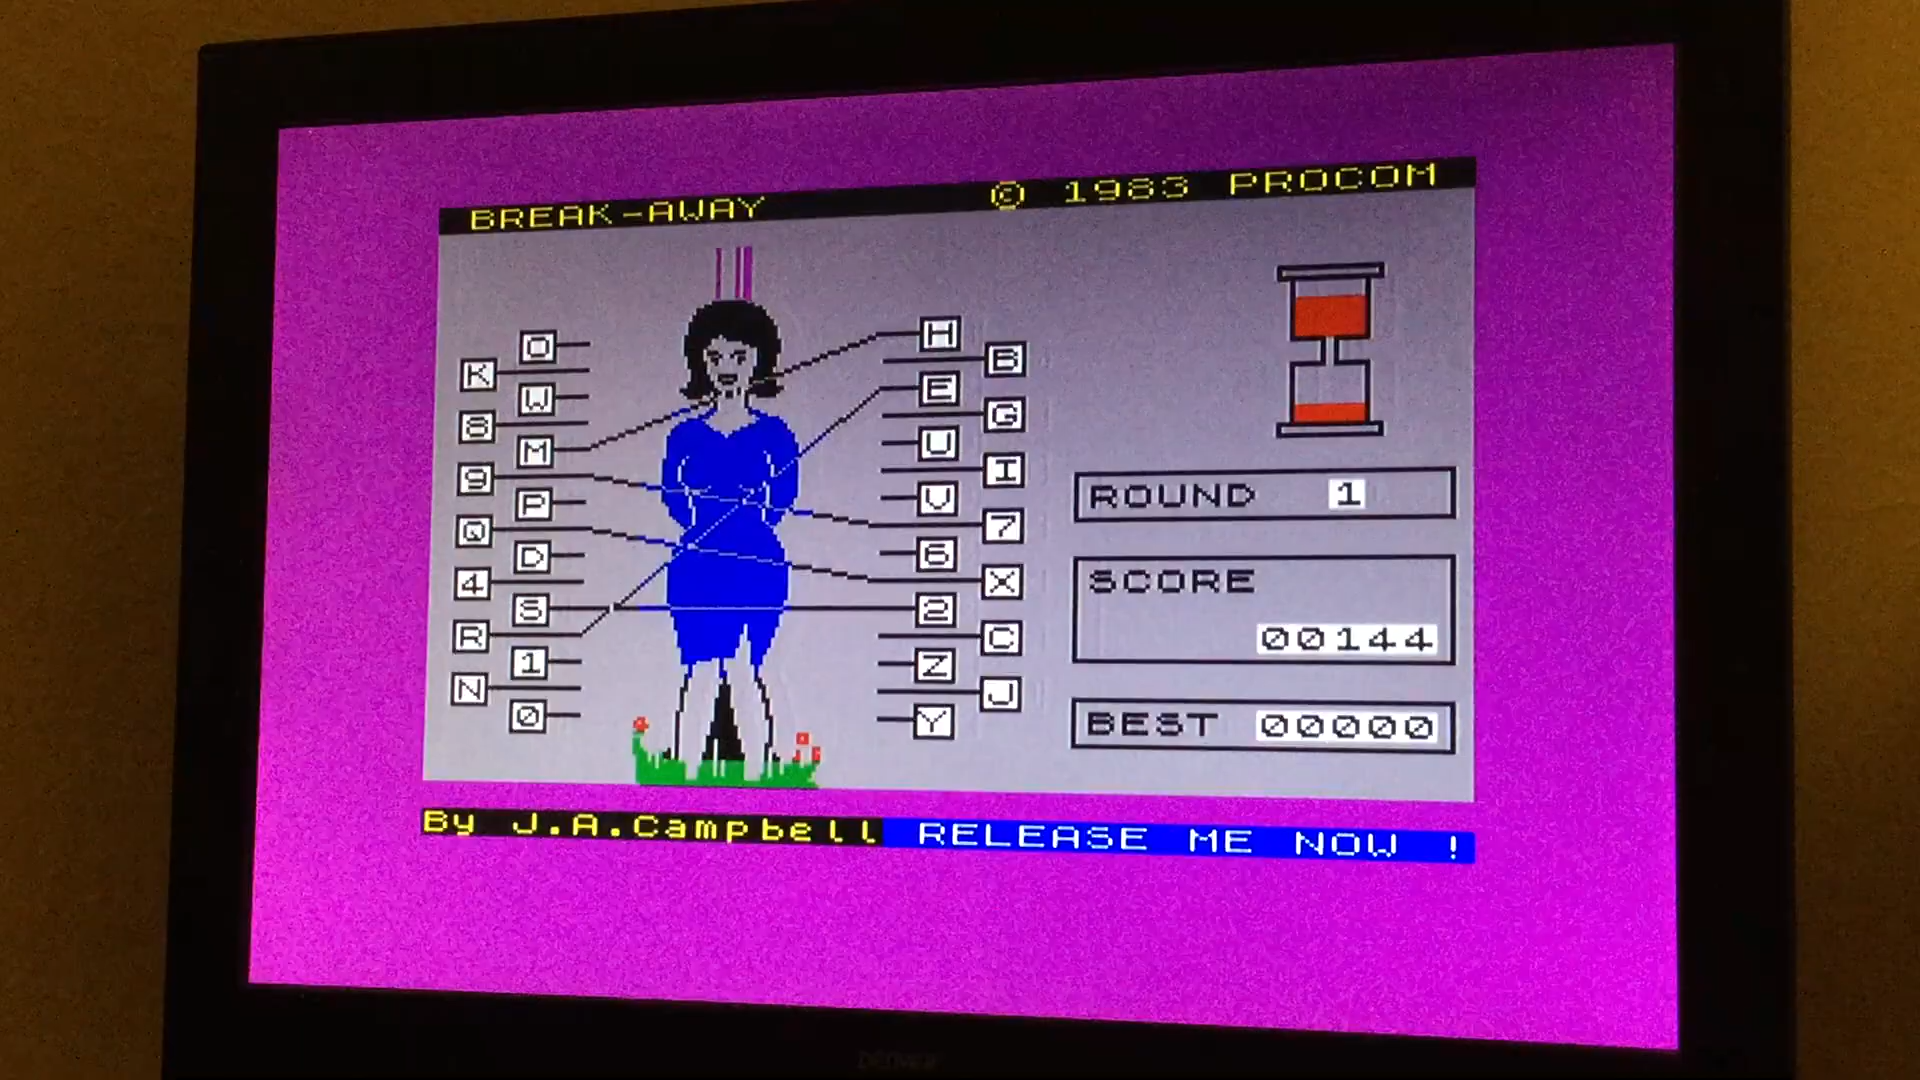 BREAK-AWAY © 1983 PROCOM
O
K
W
8
M
9
P
Q
D
4
S
R
1
N
0
H
B
E
G
U
I
V
7
6
X
2
C
Z
J
Y
ROUND 1
SCORE
00144
BEST 00000
By J.A.Campbell RELEASE ME NOW !
DENVER